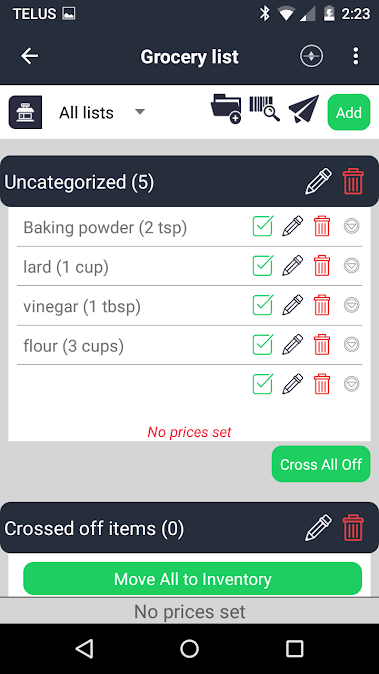 TELUS 2:23
Grocery list
All lists Add
Uncategorized (5)
Baking powder (2 tsp)
lard (1 cup)
vinegar (1 tbsp)
flour (3 cups)
No prices set
Cross All Off
Crossed off items (0)
Move All to Inventory
No prices set